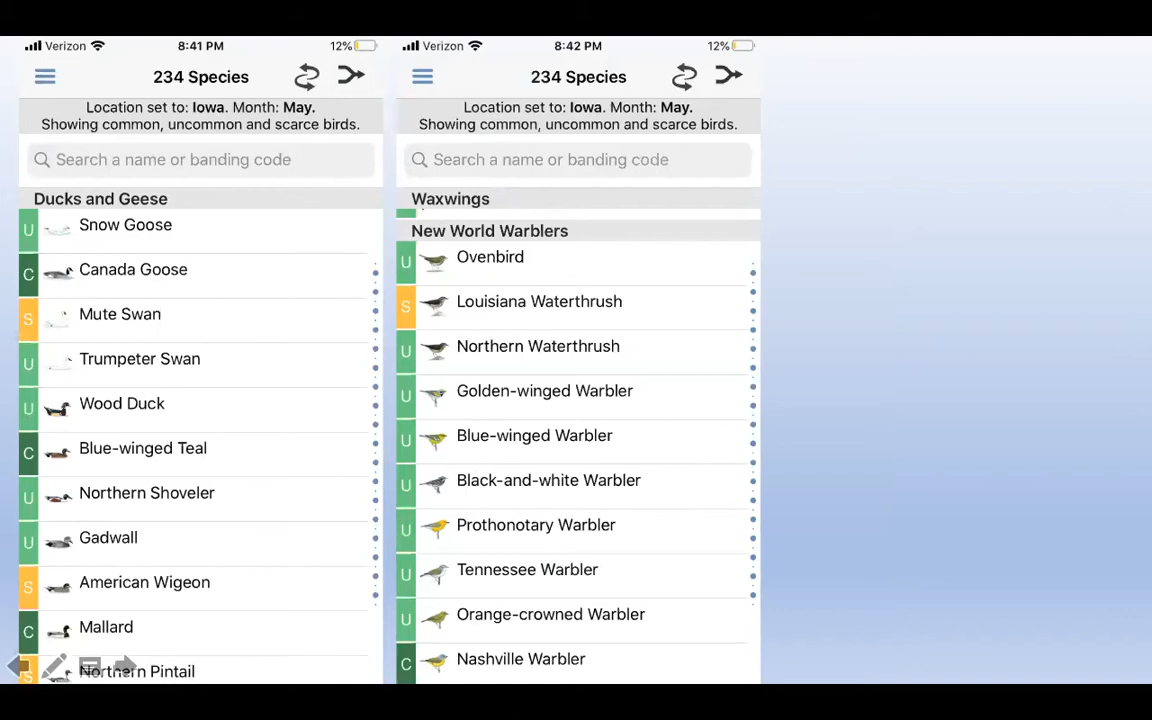 Verizon 8:41 PM 12%
234 Species
Location set to: Iowa. Month: May.
Showing common, uncommon and scarce birds.
Search a name or banding code
Ducks and Geese
U Snow Goose
C Canada Goose
S Mute Swan
U Trumpeter Swan
U Wood Duck
C Blue-winged Teal
U Northern Shoveler
U Gadwall
S American Wigeon
C Mallard
S Northern Pintail
Verizon 8:42 PM 12%
234 Species
Location set to: Iowa. Month: May.
Showing common, uncommon and scarce birds.
Search a name or banding code
Waxwings
New World Warblers
U Ovenbird
S Louisiana Waterthrush
U Northern Waterthrush
U Golden-winged Warbler
U Blue-winged Warbler
U Black-and-white Warbler
U Prothonotary Warbler
U Tennessee Warbler
U Orange-crowned Warbler
C Nashville Warbler